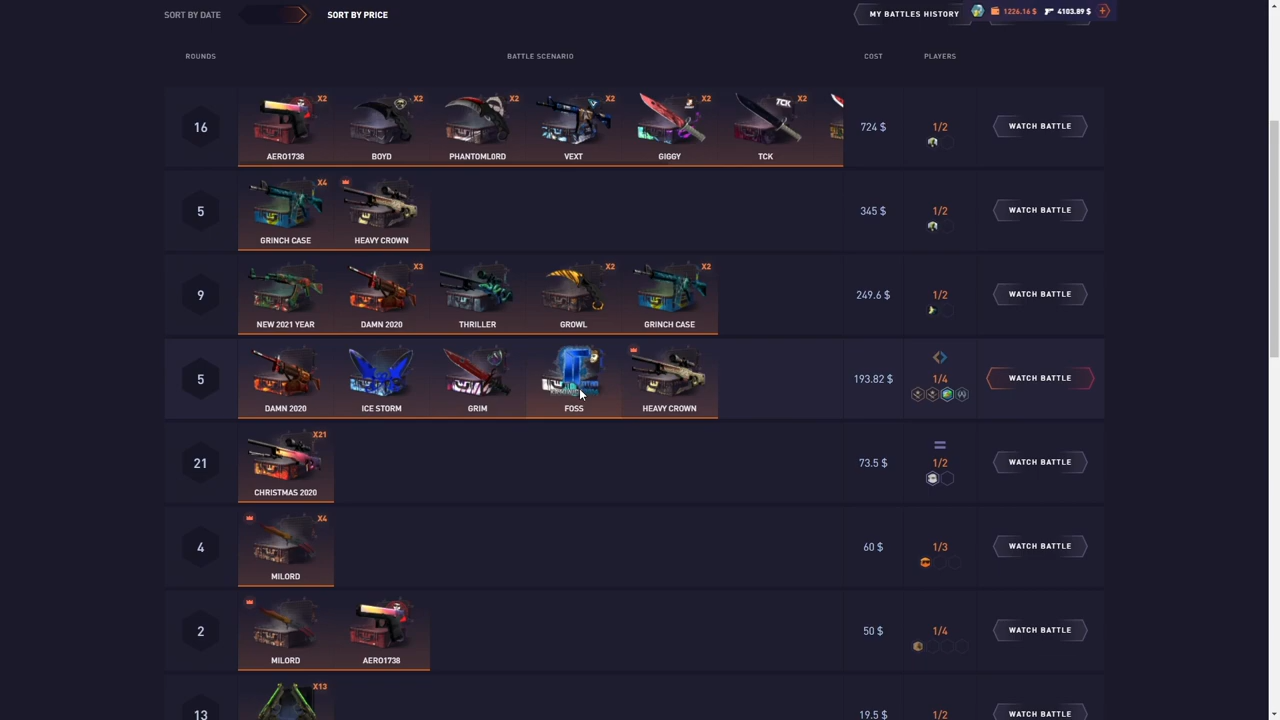 SORT BY DATE SORT BY PRICE MY BATTLES HISTORY 1226.16 $ 4103.89 $ +
ROUNDS BATTLE SCENARIO COST PLAYERS
16 X2 X2 X2 X2 X2 X2 724 $ 1/2 WATCH BATTLE
AERO1738 BOYD PHANTOML0RD VEXT GIGGY TCK
5 X4 345 $ 1/2 WATCH BATTLE
GRINCH CASE HEAVY CROWN
9 X3 X2 X2 249.6 $ 1/2 WATCH BATTLE
NEW 2021 YEAR DAMN 2020 THRILLER GROWL GRINCH CASE
5 193.82 $ 1/4 WATCH BATTLE
DAMN 2020 ICE STORM GRIM FOSS HEAVY CROWN
21 X21 73.5 $ 1/2 WATCH BATTLE
CHRISTMAS 2020
4 X4 60 $ 1/3 WATCH BATTLE
MILORD
2 50 $ 1/4 WATCH BATTLE
MILORD AERO1738
13 X13 19.5 $ 1/2 WATCH BATTLE